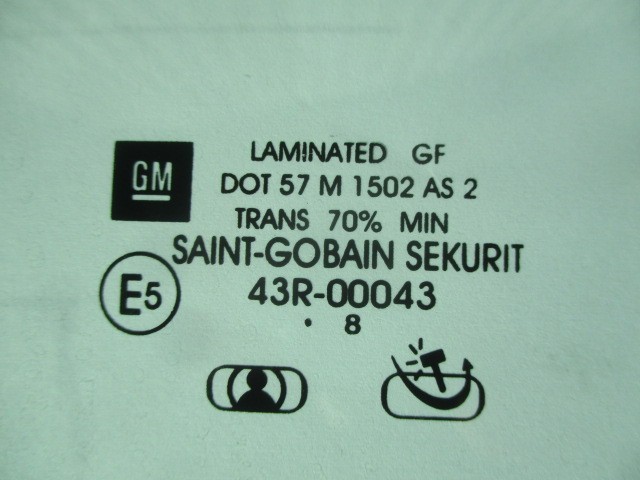 GM
LAMINATED GF
DOT 57 M 1502 AS 2
TRANS 70% MIN
SAINT-GOBAIN SEKURIT
E5
43R-00043
. 8